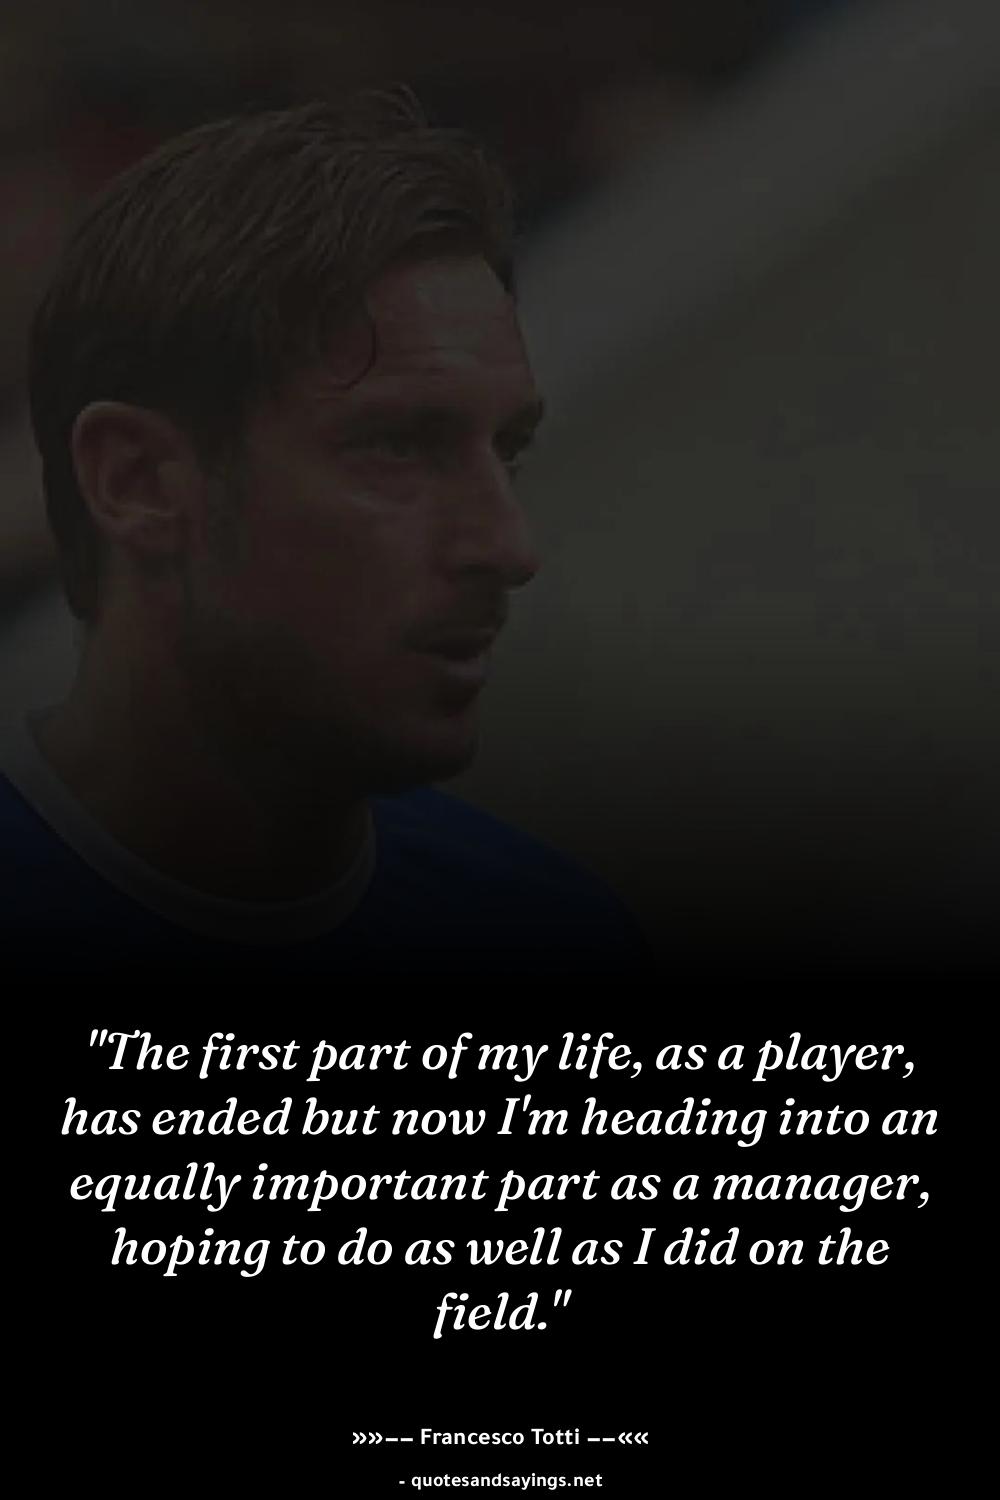 "The first part of my life, as a player,
has ended but now I'm heading into an
equally important part as a manager,
hoping to do as well as I did on the
field."
»»−− Francesco Totti −−««
- quotesandsayings.net